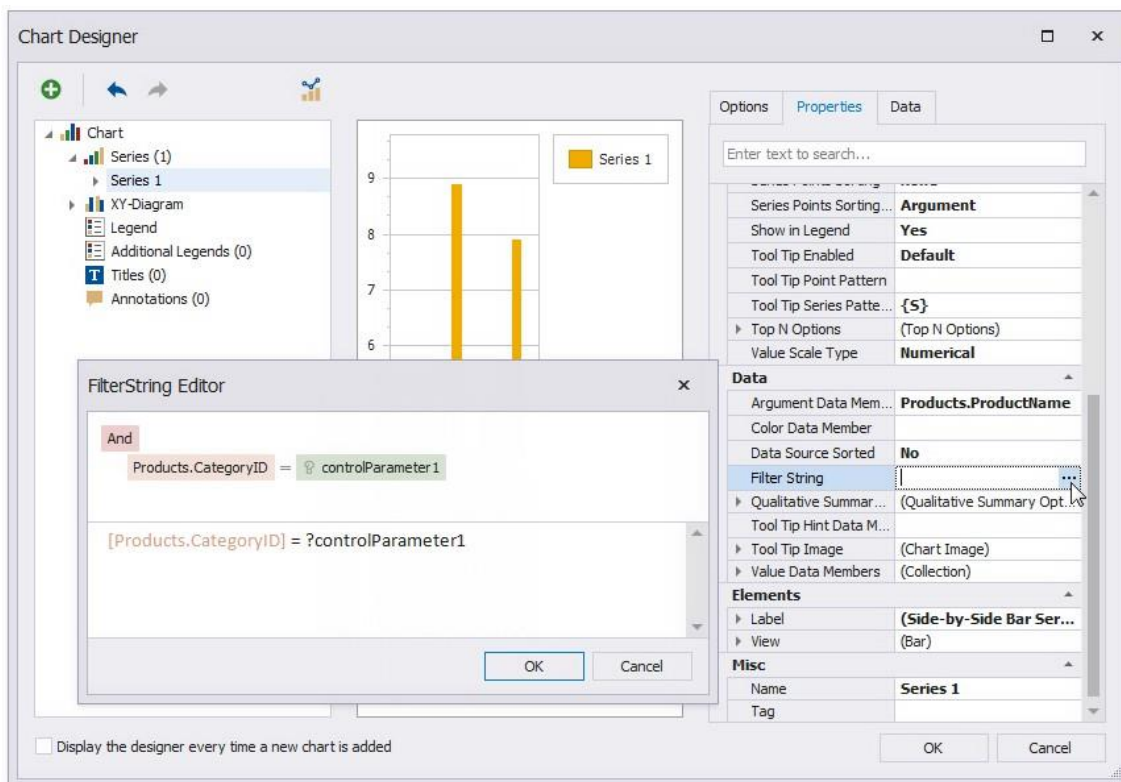 Chart Designer
Chart
Series (1)
Series 1
XY-Diagram
Legend
Additional Legends (0)
Titles (0)
Annotations (0)
9
8
7
6
Series 1
Options Properties Data
Enter text to search...
Series Points Sorting...
Argument
Show in Legend Yes
Tool Tip Enabled Default
Tool Tip Point Pattern
Tool Tip Series Patte... {S}
Top N Options (Top N Options)
Value Scale Type Numerical
Data
Argument Data Mem... Products.ProductName
Color Data Member
Data Source Sorted No
Filter String
Qualitative Summar... (Qualitative Summary Opt...
Tool Tip Hint Data M...
Tool Tip Image (Chart Image)
Value Data Members (Collection)
Elements
Label (Side-by-Side Bar Ser...
View (Bar)
Misc
Name Series 1
Tag
FilterString Editor
And
Products.CategoryID = controlParameter1
[Products.CategoryID] = ?controlParameter1
OK Cancel
Display the designer every time a new chart is added
OK Cancel